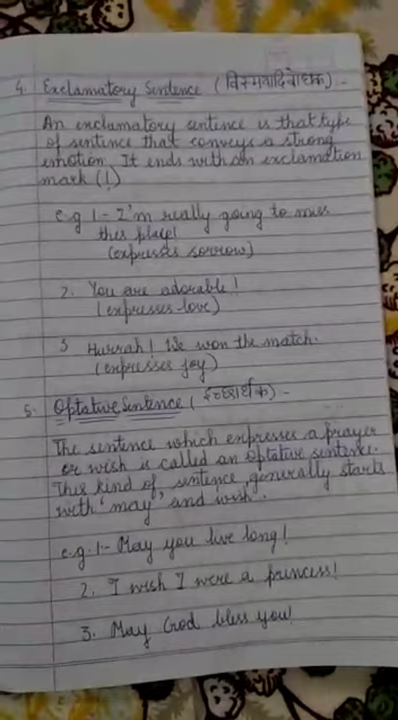 4. Exclamatory Sentence (विस्मयादिबोधक) -
An exclamatory sentence is that type
of sentence that conveys a strong
emotion. It ends with an exclamation
mark (!)
e.g 1- I'm really going to miss
this place!
(expresses sorrow)
2. You are adorable!
(expresses love)
3 Hurrah! We won the match.
(expresses joy)
5. Optative Sentence (इच्छार्थक) -
The sentence which expresses a prayer
or wish is called an optative sentence.
This kind of sentence generally starts
with 'may' and wish'.
e.g. 1- May you live long!
2. I wish I were a princess!
3. May God bless you!